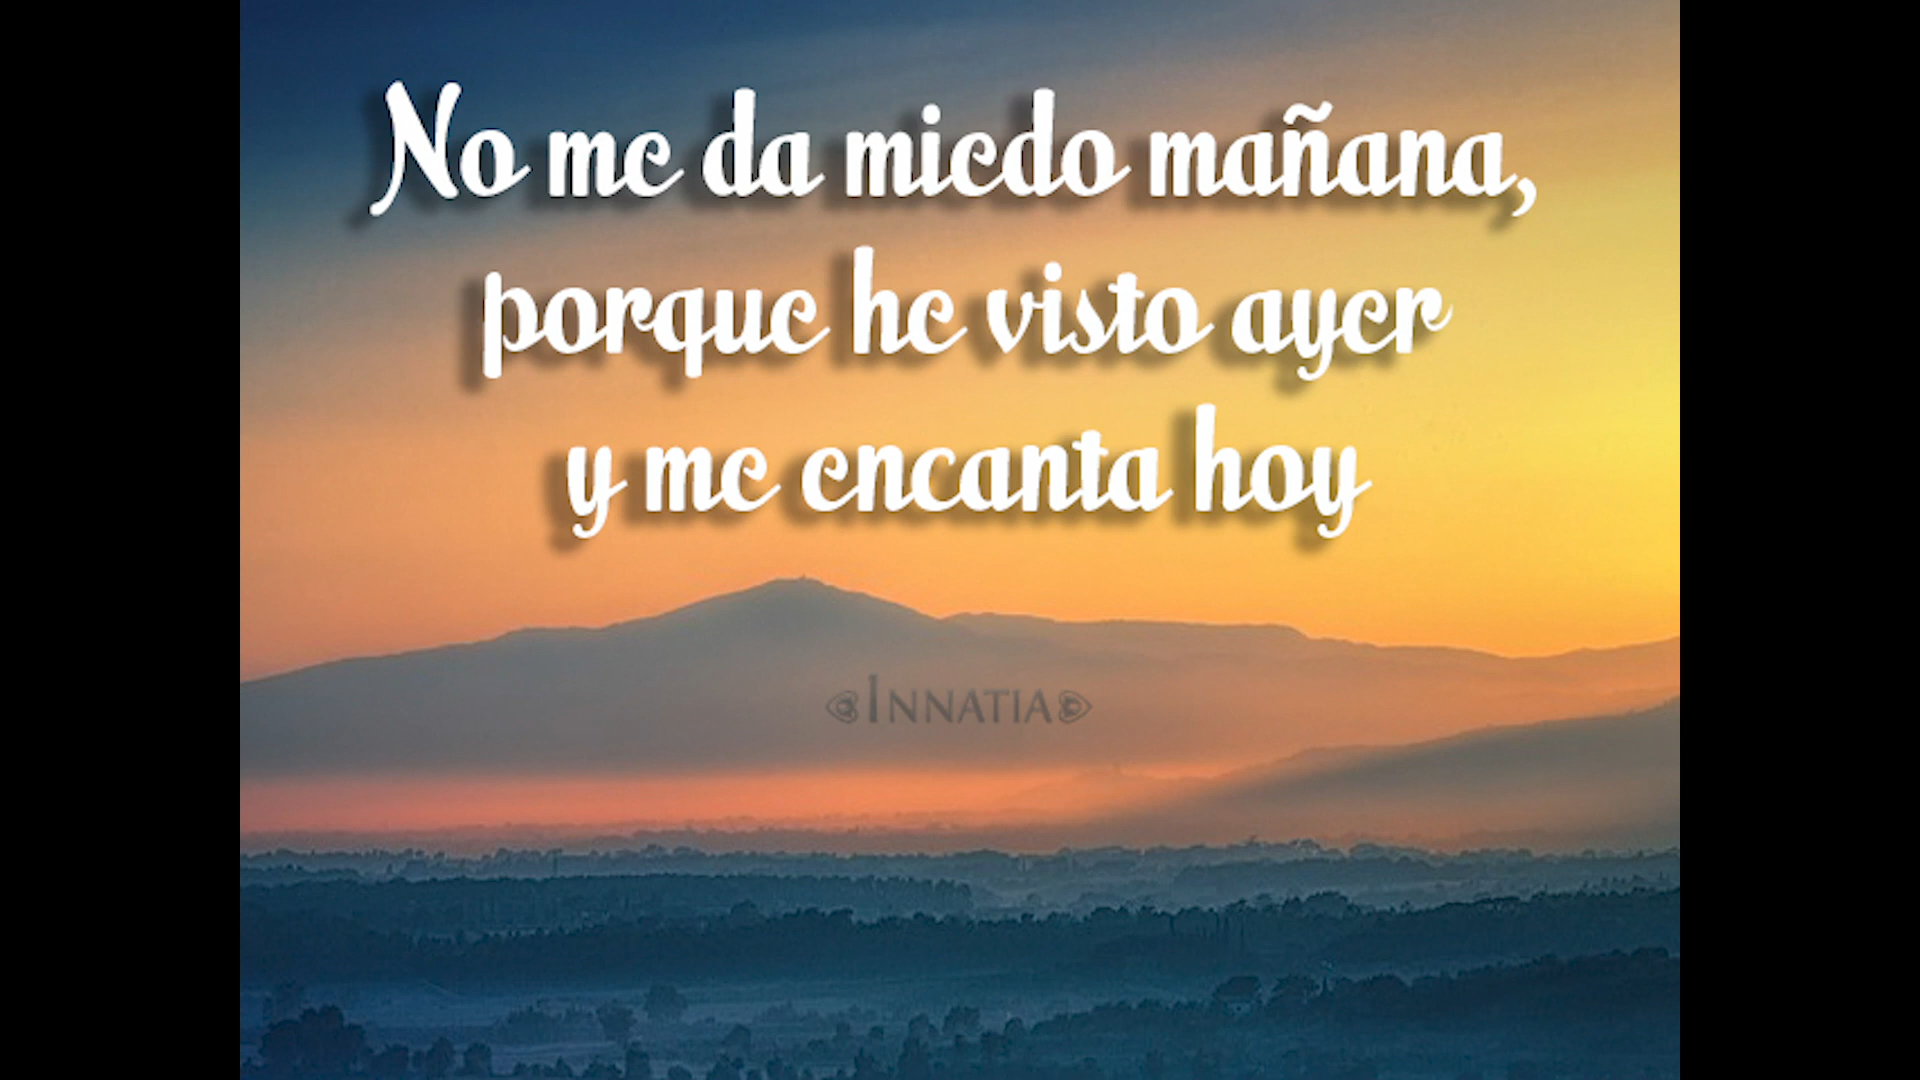 No me da miedo mañana,
porque he visto ayer
y me encanta hoy
INNATIA